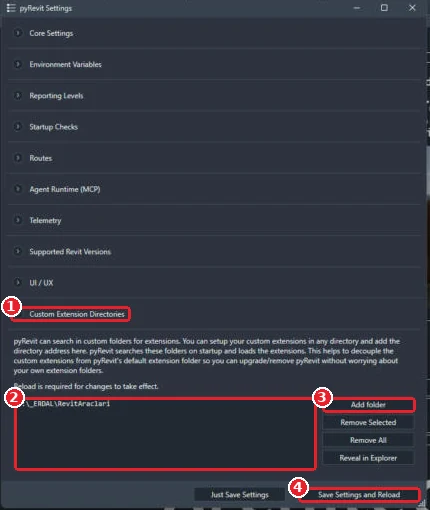 pyRevit Settings
Core Settings
Environment Variables
Reporting Levels
Startup Checks
Routes
Agent Runtime (MCP)
Telemetry
Supported Revit Versions
UI / UX
1
Custom Extension Directories
pyRevit can search in custom folders for extensions. You can setup your custom extensions in any directory and add the
directory address here. pyRevit searches these folders on startup and loads the extensions. This helps to decouple the
custom extensions from pyRevit's default extension folder so you can upgrade/remove pyRevit without worrying about
your own extension folders.
Reload is required for changes to take effect.
2
3
:\_ERDAL\RevitAraclari
Add folder
Remove Selected
Remove All
Reveal in Explorer
4
Just Save Settings
Save Settings and Reload